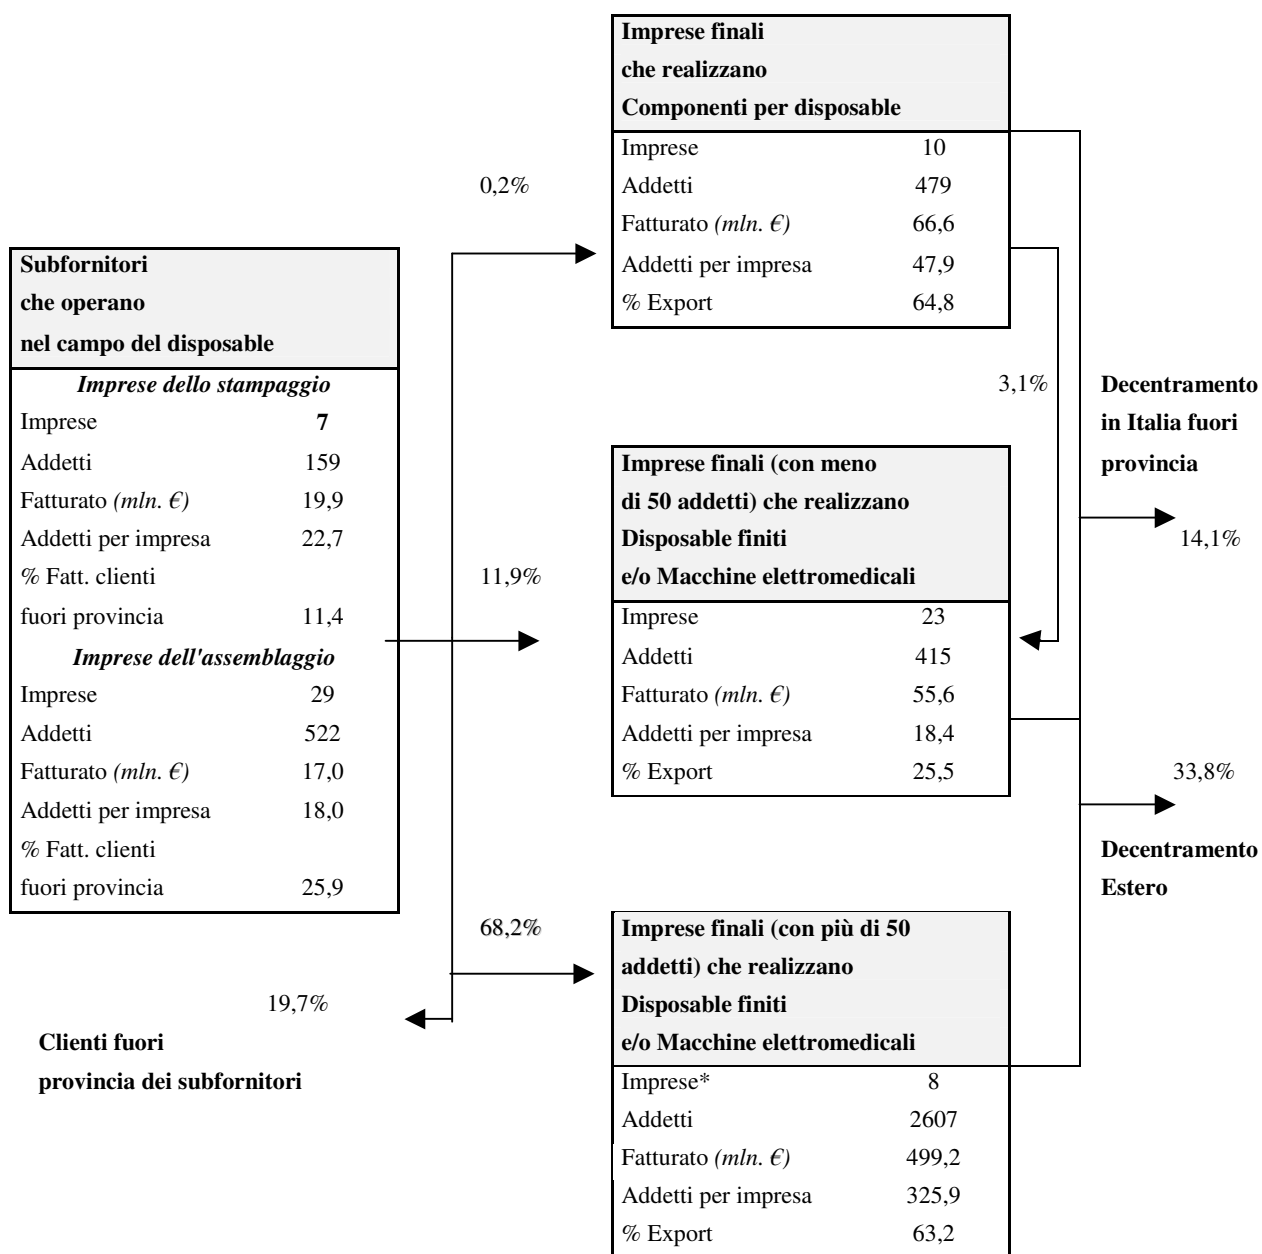 Imprese finali
che realizzano
Componenti per disposable
Imprese 10
Addetti 479
Fatturato (mln. €) 66,6
Addetti per impresa 47,9
% Export 64,8
0,2%
Subfornitori
che operano
nel campo del disposable
Imprese dello stampaggio
Imprese 7
Addetti 159
Fatturato (mln. €) 19,9
Addetti per impresa 22,7
% Fatt. clienti
fuori provincia 11,4
Imprese dell'assemblaggio
Imprese 29
Addetti 522
Fatturato (mln. €) 17,0
Addetti per impresa 18,0
% Fatt. clienti
fuori provincia 25,9
3,1%
Decentramento
in Italia fuori
provincia
14,1%
11,9%
Imprese finali (con meno
di 50 addetti) che realizzano
Disposable finiti
e/o Macchine elettromedicali
Imprese 23
Addetti 415
Fatturato (mln. €) 55,6
Addetti per impresa 18,4
% Export 25,5
33,8%
Decentramento
Estero
68,2%
19,7%
Clienti fuori
provincia dei subfornitori
Imprese finali (con più di 50
addetti) che realizzano
Disposable finiti
e/o Macchine elettromedicali
Imprese* 8
Addetti 2607
Fatturato (mln. €) 499,2
Addetti per impresa 325,9
% Export 63,2